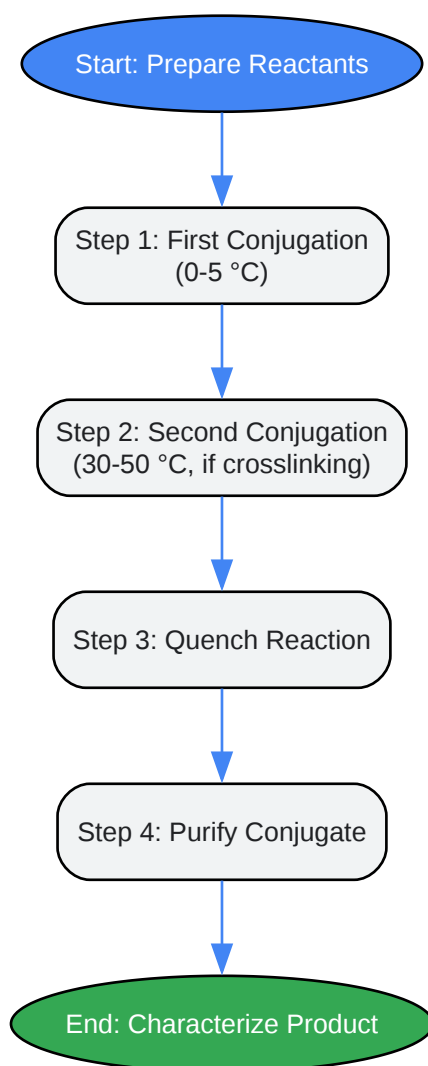 Start: Prepare Reactants
Step 1: First Conjugation
(0-5 °C)
Step 2: Second Conjugation
(30-50 °C, if crosslinking)
Step 3: Quench Reaction
Step 4: Purify Conjugate
End: Characterize Product